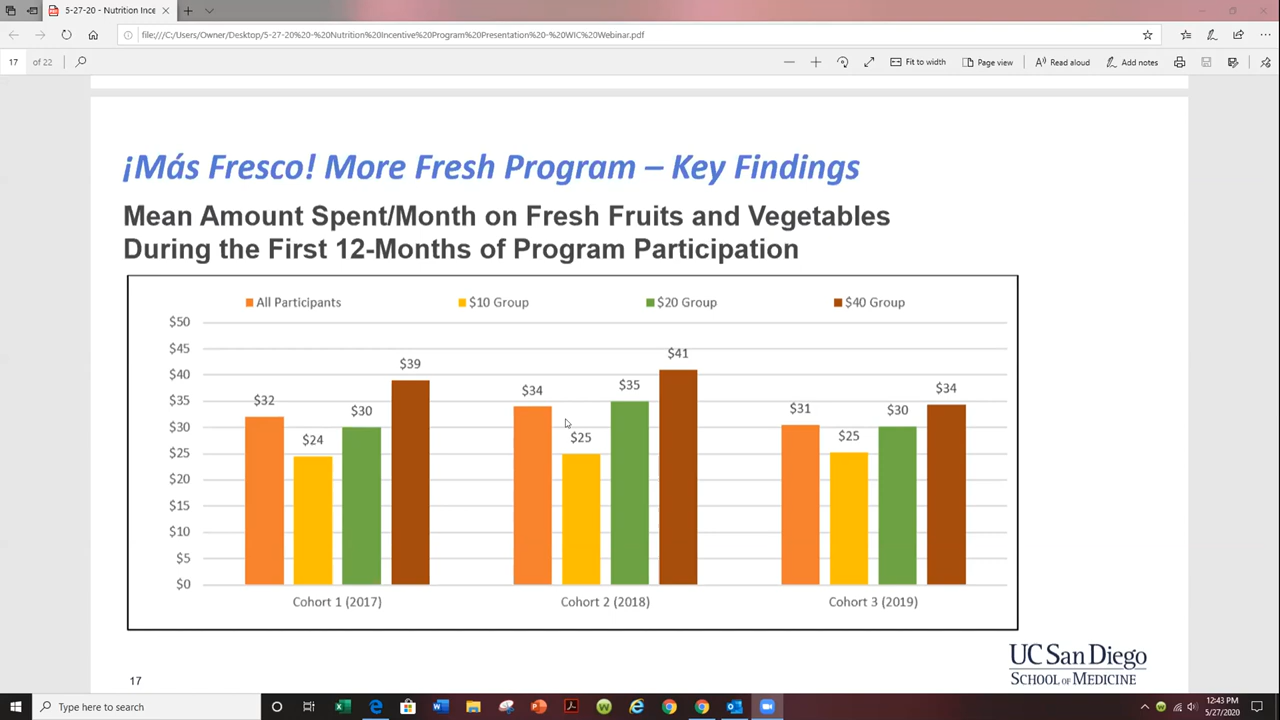 5-27-20 - Nutrition Ince
file:///C:/Users/Owner/Desktop/5-27-20%20-%20Nutrition%20Incentive%20Program%20Presentation%20-%20WIC%20Webinar.pdf
17 of 22
Fit to width
Page view
Read aloud
Add notes
¡Más Fresco! More Fresh Program – Key Findings
Mean Amount Spent/Month on Fresh Fruits and Vegetables
During the First 12-Months of Program Participation
All Participants $10 Group $20 Group $40 Group
$50
$45
$40
$35
$30
$25
$20
$15
$10
$5
$0
$32 $24 $30 $39
$34 $25 $35 $41
$31 $25 $30 $34
Cohort 1 (2017) Cohort 2 (2018) Cohort 3 (2019)
UC San Diego
SCHOOL OF MEDICINE
17
Type here to search
12:43 PM
5/27/2020